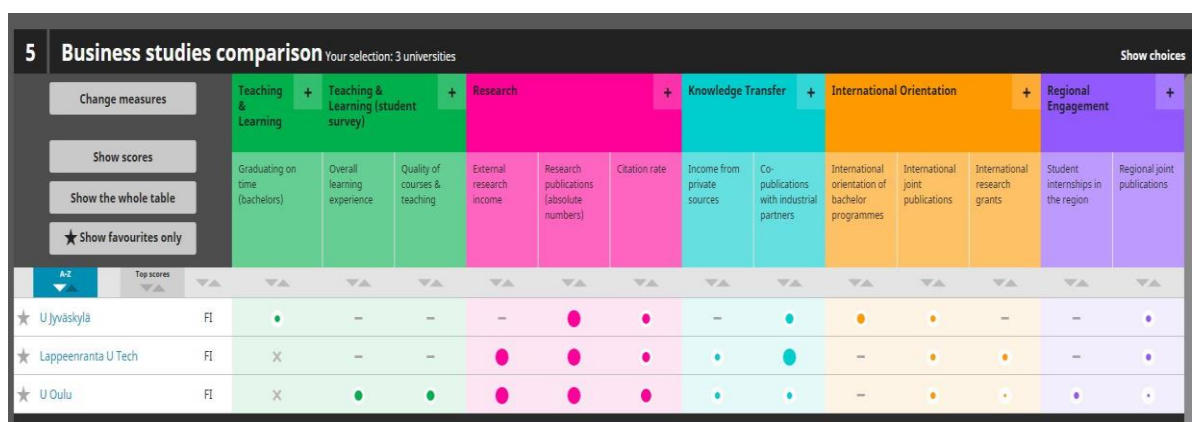 5 Business studies comparison Your selection: 3 universities Show choices
Change measures
Show scores
Show the whole table
Show favourites only
Teaching
&
Learning
+
Teaching &
Learning (student
survey)
+
Research
+
Knowledge Transfer
+
International Orientation
+
Regional
Engagement
+
Graduating on
time
(bachelors)
Overall
learning
experience
Quality of
courses &
teaching
External
research
income
Research
publications
(absolute
numbers)
Citation rate
Income from
private
sources
Co-
publications
with industrial
partners
International
orientation of
bachelor
programmes
International
joint
publications
International
research
grants
Student
internships in
the region
Regional joint
publications
A-Z
Top scores
U Jyväskylä FI – – – – – –
Lappeenranta U Tech FI X – – – –
U Oulu FI X –